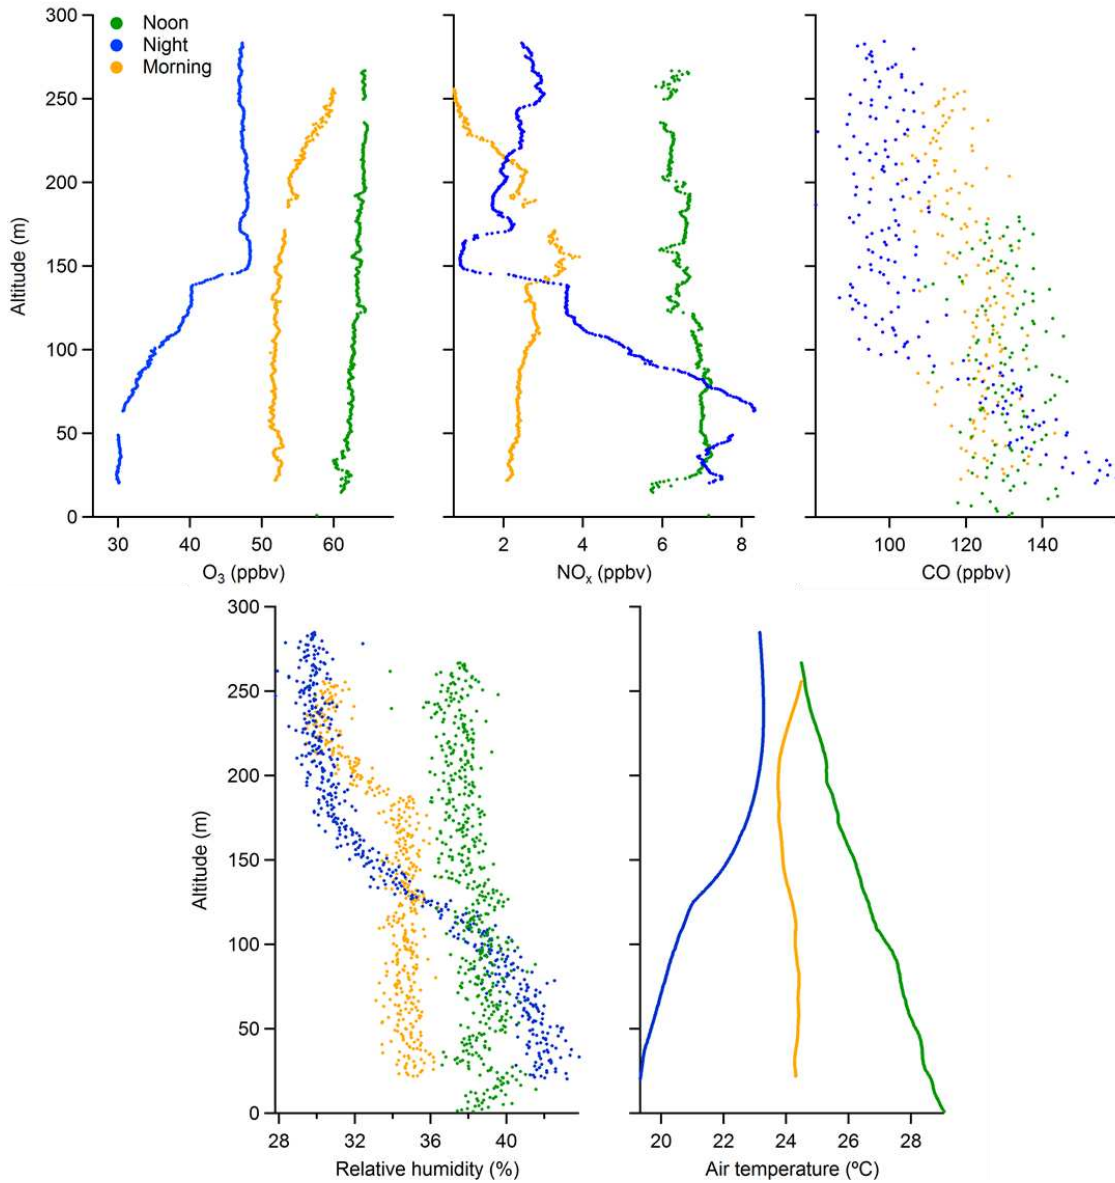 Noon
Night
Morning
Altitude (m)
300
250
200
150
100
50
0
30 40 50 60
O₃ (ppbv)
2 4 6 8
NOₓ (ppbv)
100 120 140
CO (ppbv)
Altitude (m)
300
250
200
150
100
50
0
28 32 36 40
Relative humidity (%)
20 22 24 26 28
Air temperature (ºC)